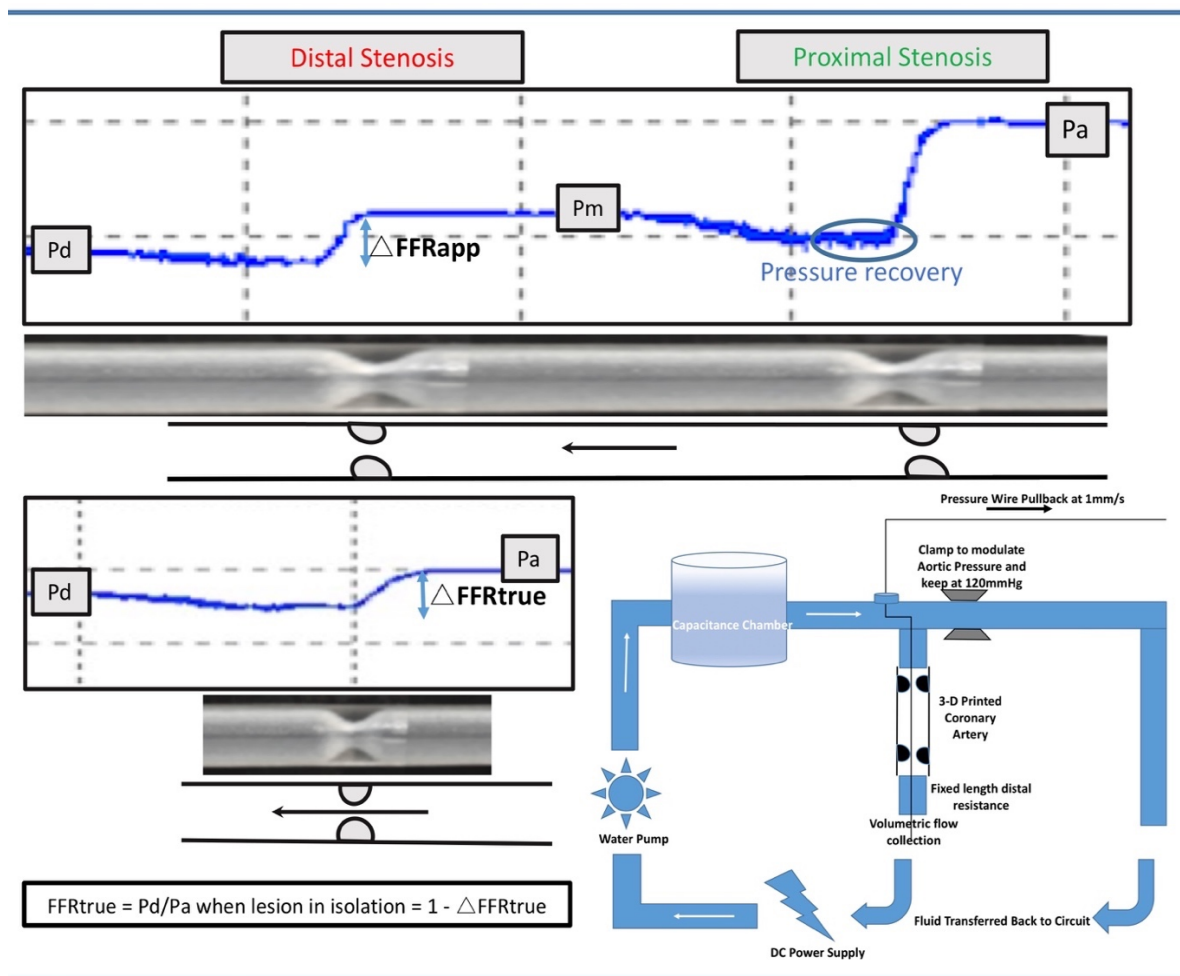 Distal Stenosis
Proximal Stenosis
Pa
Pm
Pd
△FFRapp
Pressure recovery
Pa
Pd
△FFRtrue
FFRtrue = Pd/Pa when lesion in isolation = 1 - △FFRtrue
Pressure Wire Pullback at 1mm/s
Clamp to modulate
Aortic Pressure and
keep at 120mmHg
Capacitance Chamber
3-D Printed
Coronary
Artery
Fixed length distal
resistance
Volumetric flow
collection
Water Pump
Fluid Transferred Back to Circuit
DC Power Supply